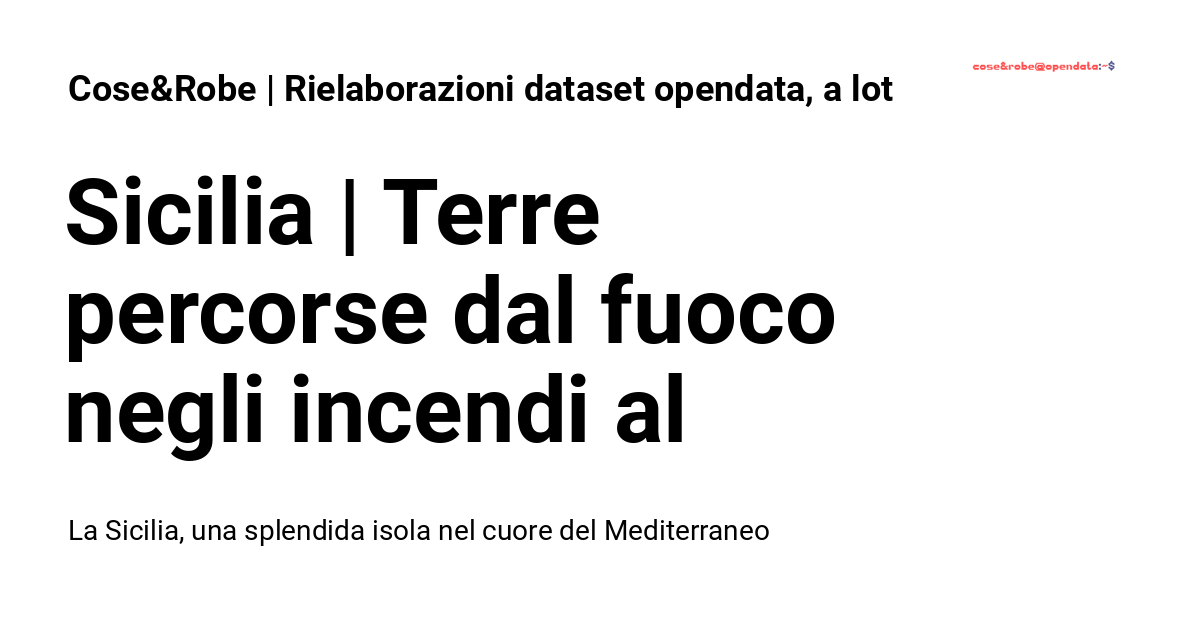 Cose&Robe | Rielaborazioni dataset opendata, a lot
cose&robe@opendata:~$
Sicilia | Terre
percorse dal fuoco
negli incendi al
La Sicilia, una splendida isola nel cuore del Mediterraneo